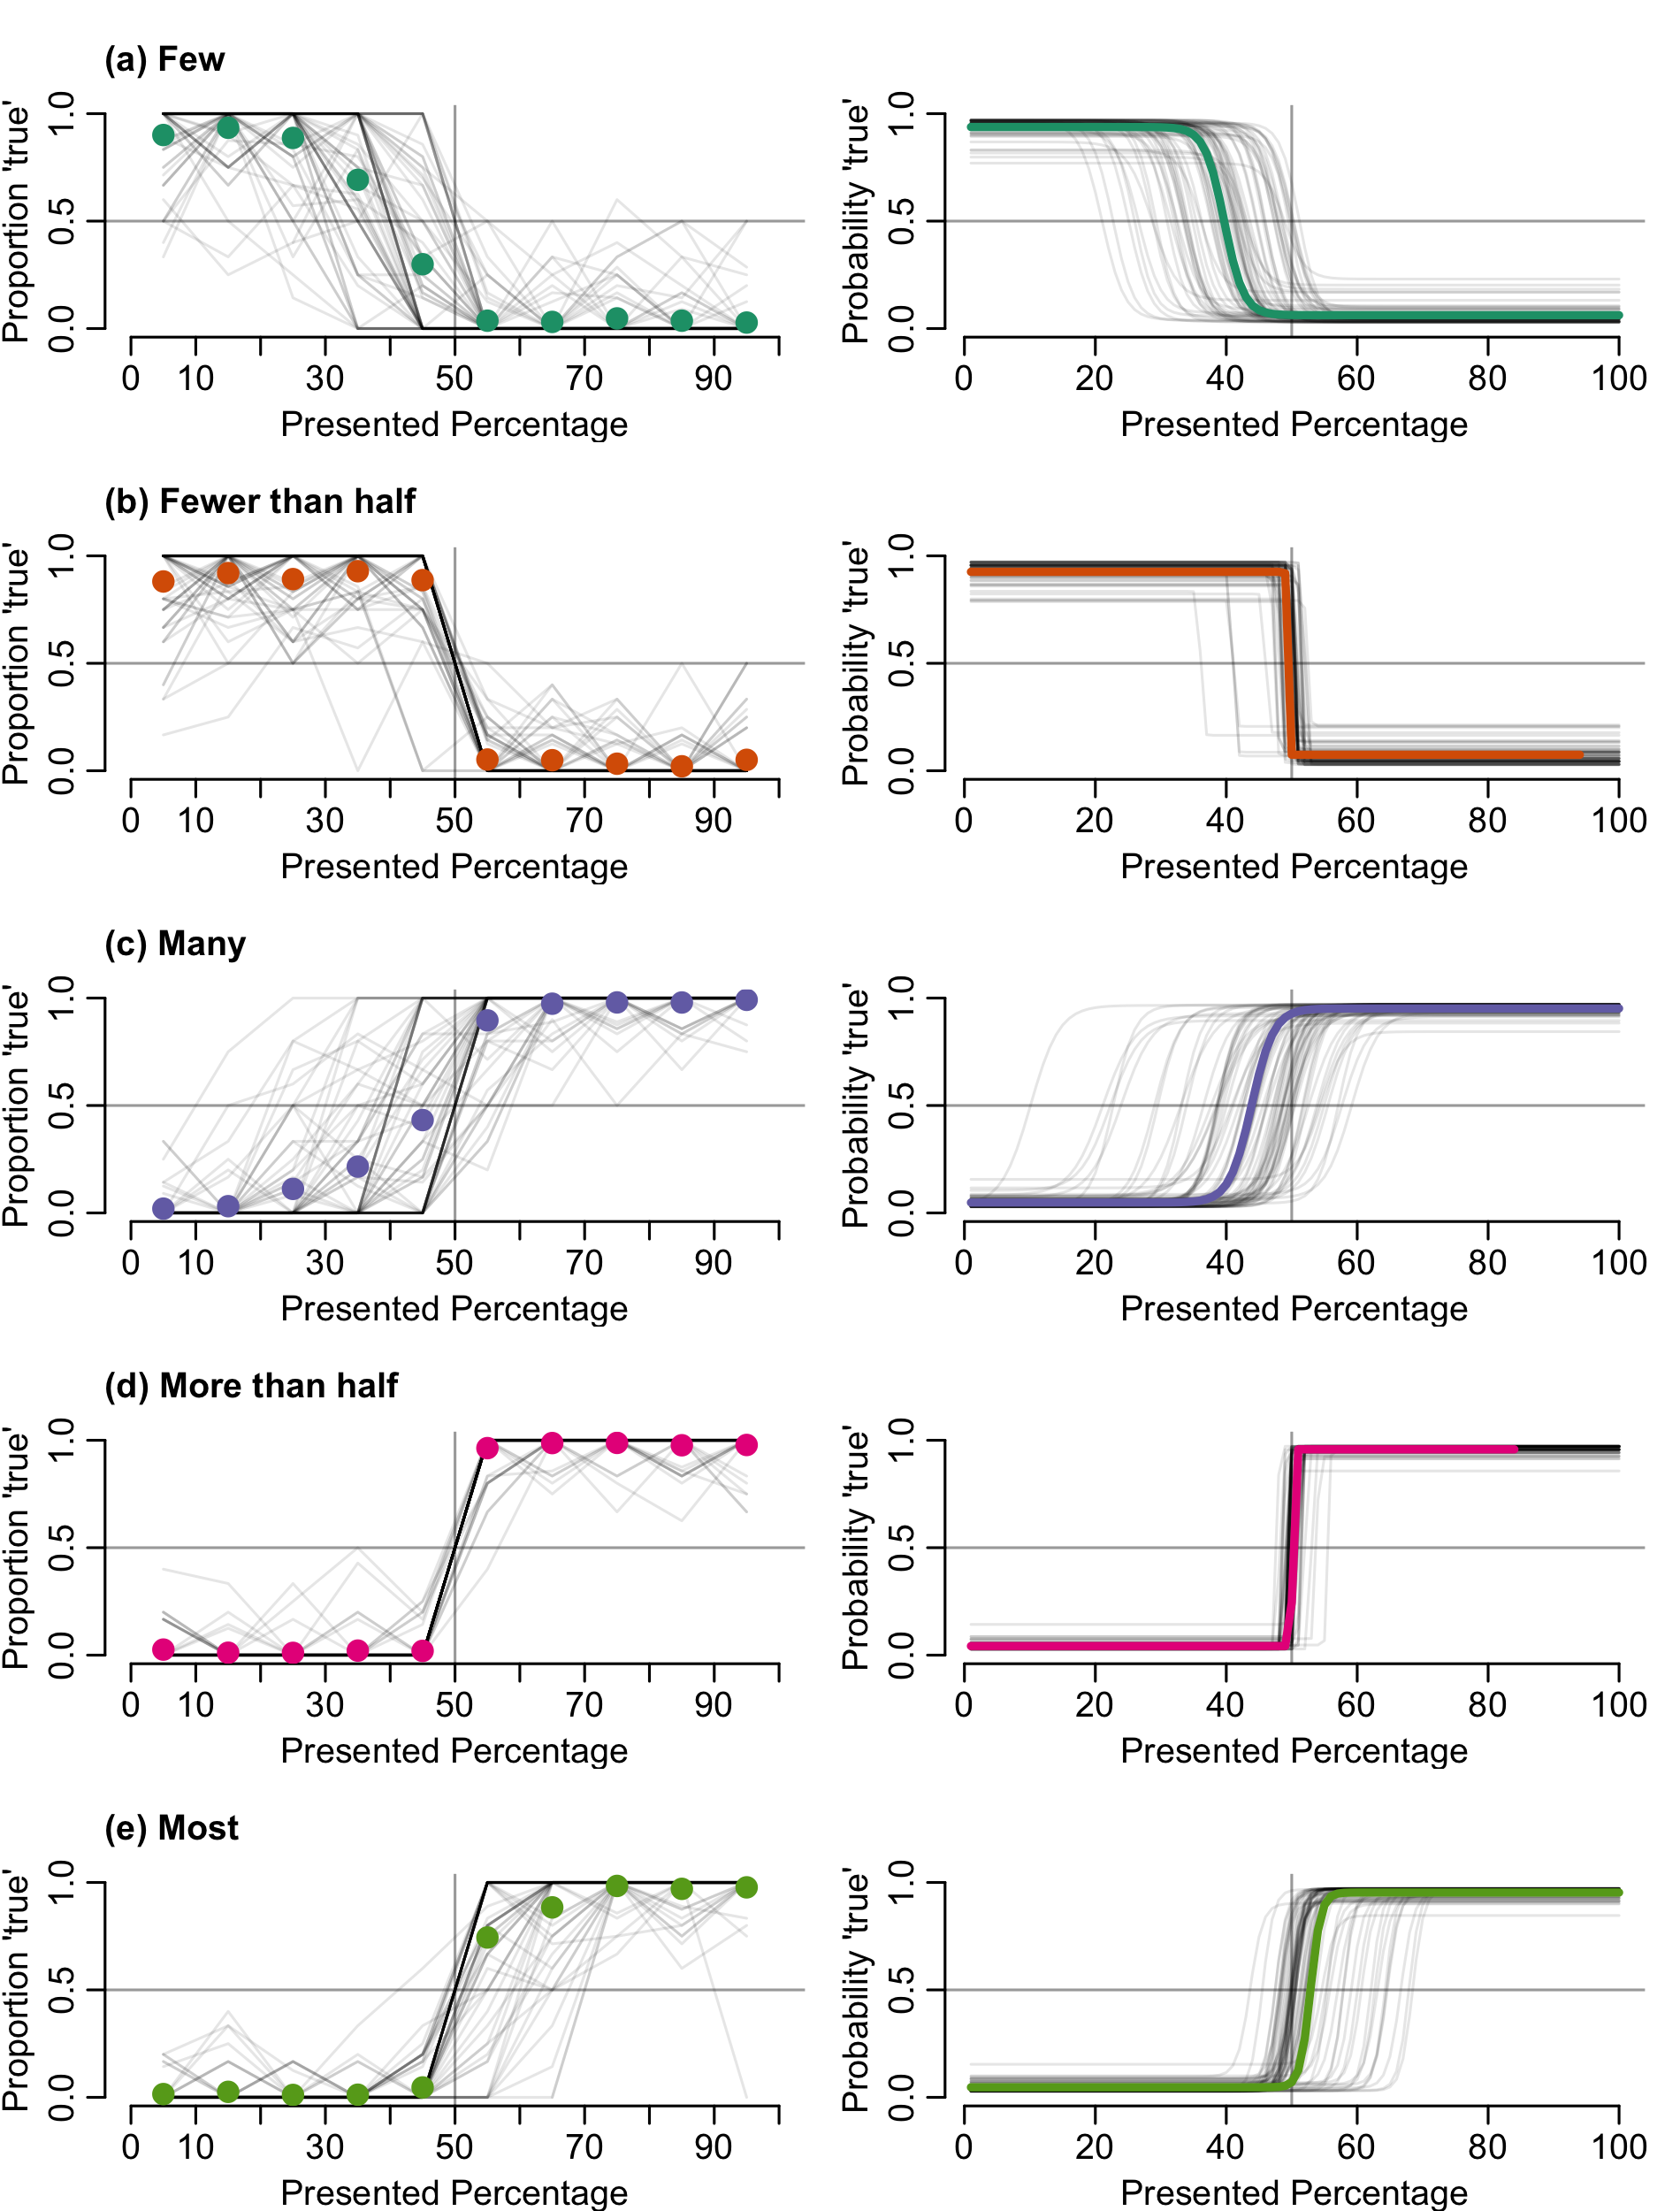 (a) Few
Proportion 'true'
1.0
0.5
0.0
0 10 30 50 70 90
Presented Percentage
Probability 'true'
1.0
0.5
0.0
0 20 40 60 80 100
Presented Percentage
(b) Fewer than half
Proportion 'true'
1.0
0.5
0.0
0 10 30 50 70 90
Presented Percentage
Probability 'true'
1.0
0.5
0.0
0 20 40 60 80 100
Presented Percentage
(c) Many
Proportion 'true'
1.0
0.5
0.0
0 10 30 50 70 90
Presented Percentage
Probability 'true'
1.0
0.5
0.0
0 20 40 60 80 100
Presented Percentage
(d) More than half
Proportion 'true'
1.0
0.5
0.0
0 10 30 50 70 90
Presented Percentage
Probability 'true'
1.0
0.5
0.0
0 20 40 60 80 100
Presented Percentage
(e) Most
Proportion 'true'
1.0
0.5
0.0
0 10 30 50 70 90
Presented Percentage
Probability 'true'
1.0
0.5
0.0
0 20 40 60 80 100
Presented Percentage